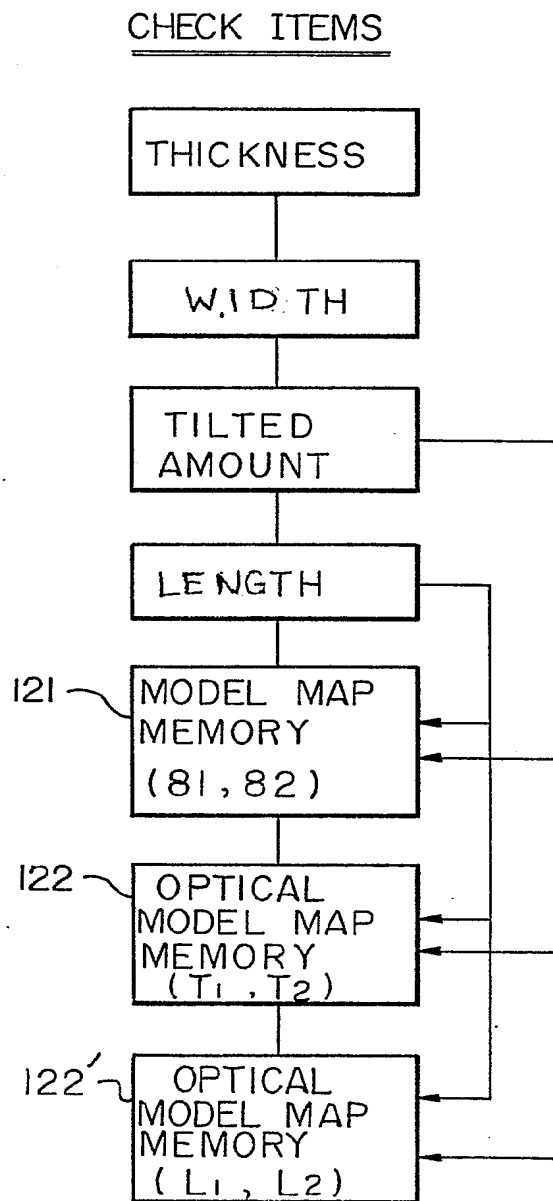 CHECK ITEMS
THICKNESS
W.IDTH
TILTED
AMOUNT
LENGTH
121
MODEL MAP
MEMORY
(81, 82)
122
OPTICAL
MODEL MAP
MEMORY
(T1, T2)
122'
OPTICAL
MODEL MAP
MEMORY
(L1, L2)